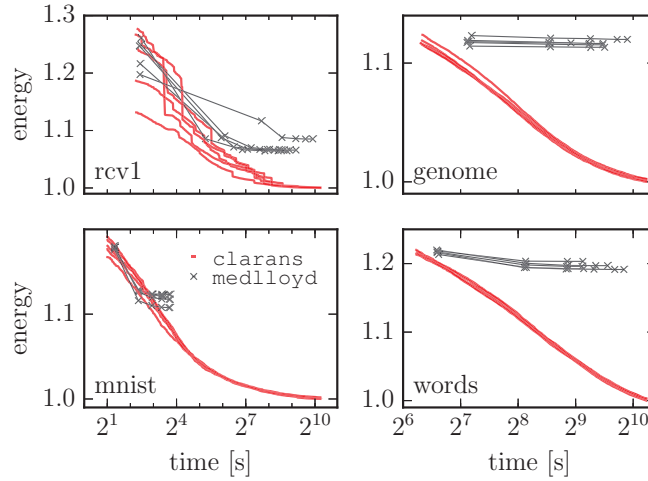 1.3
1.2
1.1
1.0
energy
rcv1
1.1
1.0
genome
1.1
1.0
energy
mnist
clarans
medlloyd
2^1 2^4 2^7 2^10
time [s]
1.2
1.1
1.0
words
2^6 2^7 2^8 2^9 2^10
time [s]